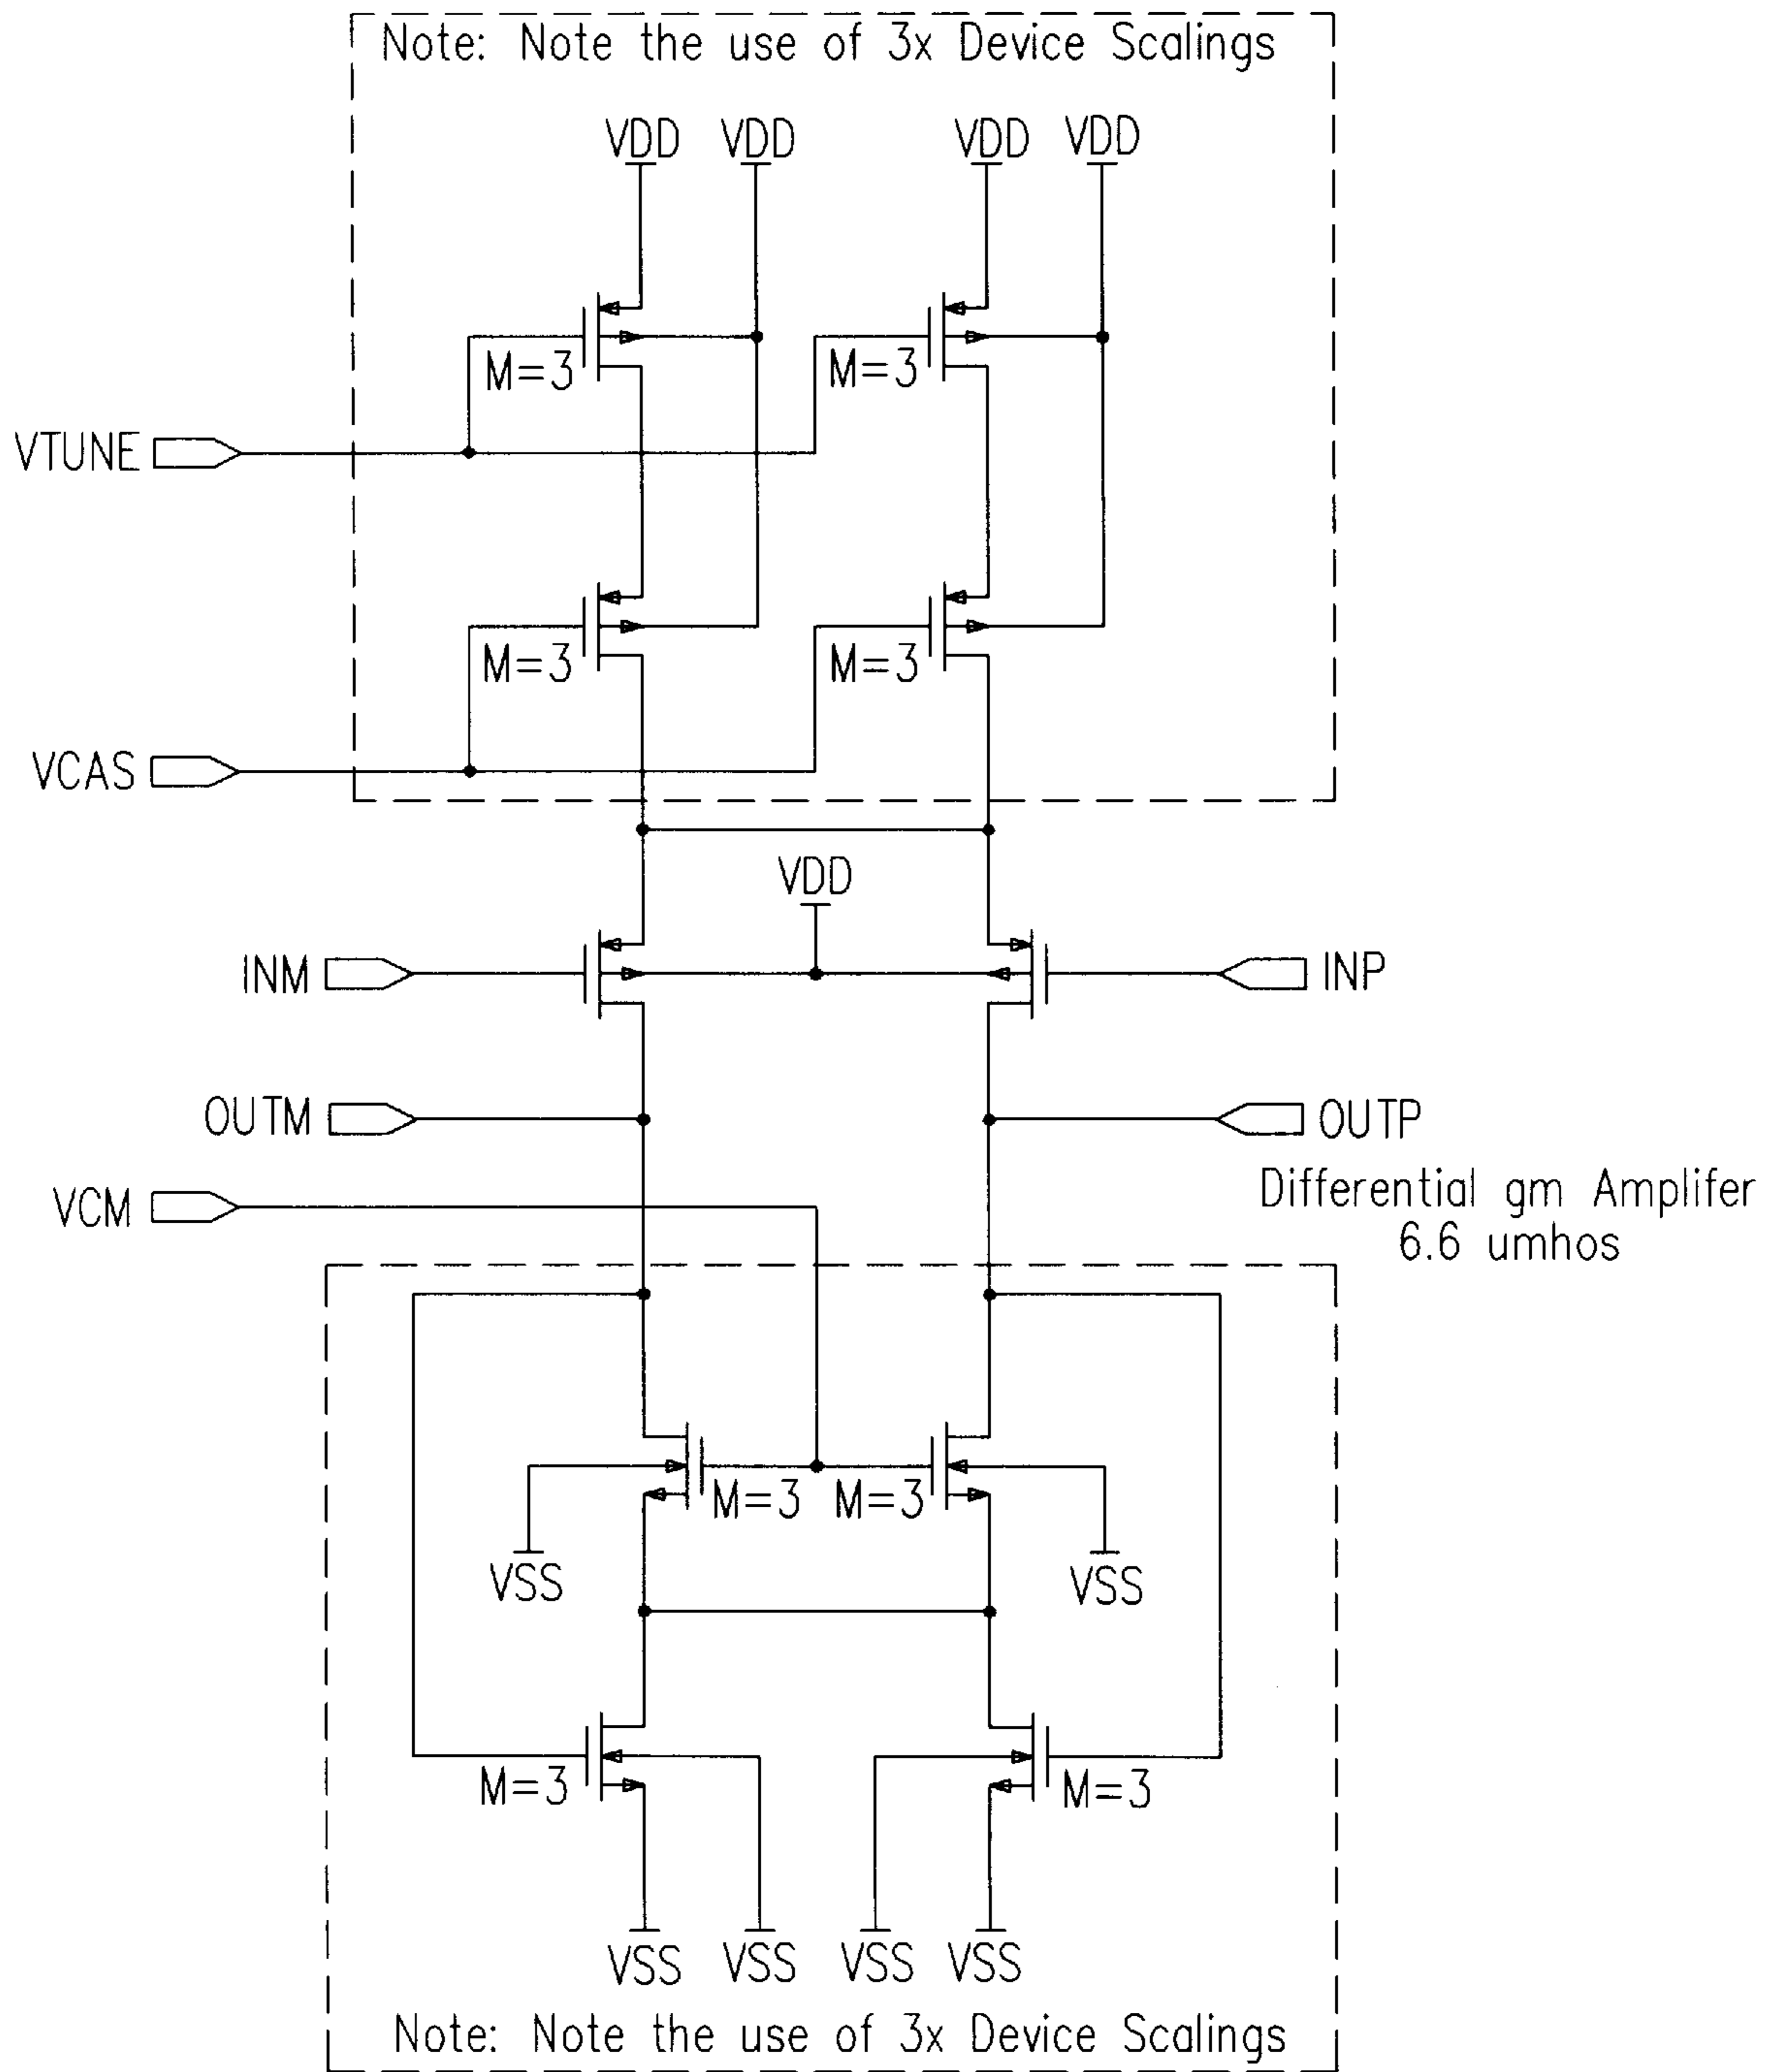 Note: Note the use of 3x Device Scalings
VDD VDD VDD VDD
M=3 M=3
VTUNE
M=3 M=3
VCAS
VDD
INM INP
OUTM OUTP
Differential gm Amplifer
VCM
6.6 umhos
M=3 M=3
VSS VSS
M=3 M=3
VSS VSS VSS VSS
Note: Note the use of 3x Device Scalings